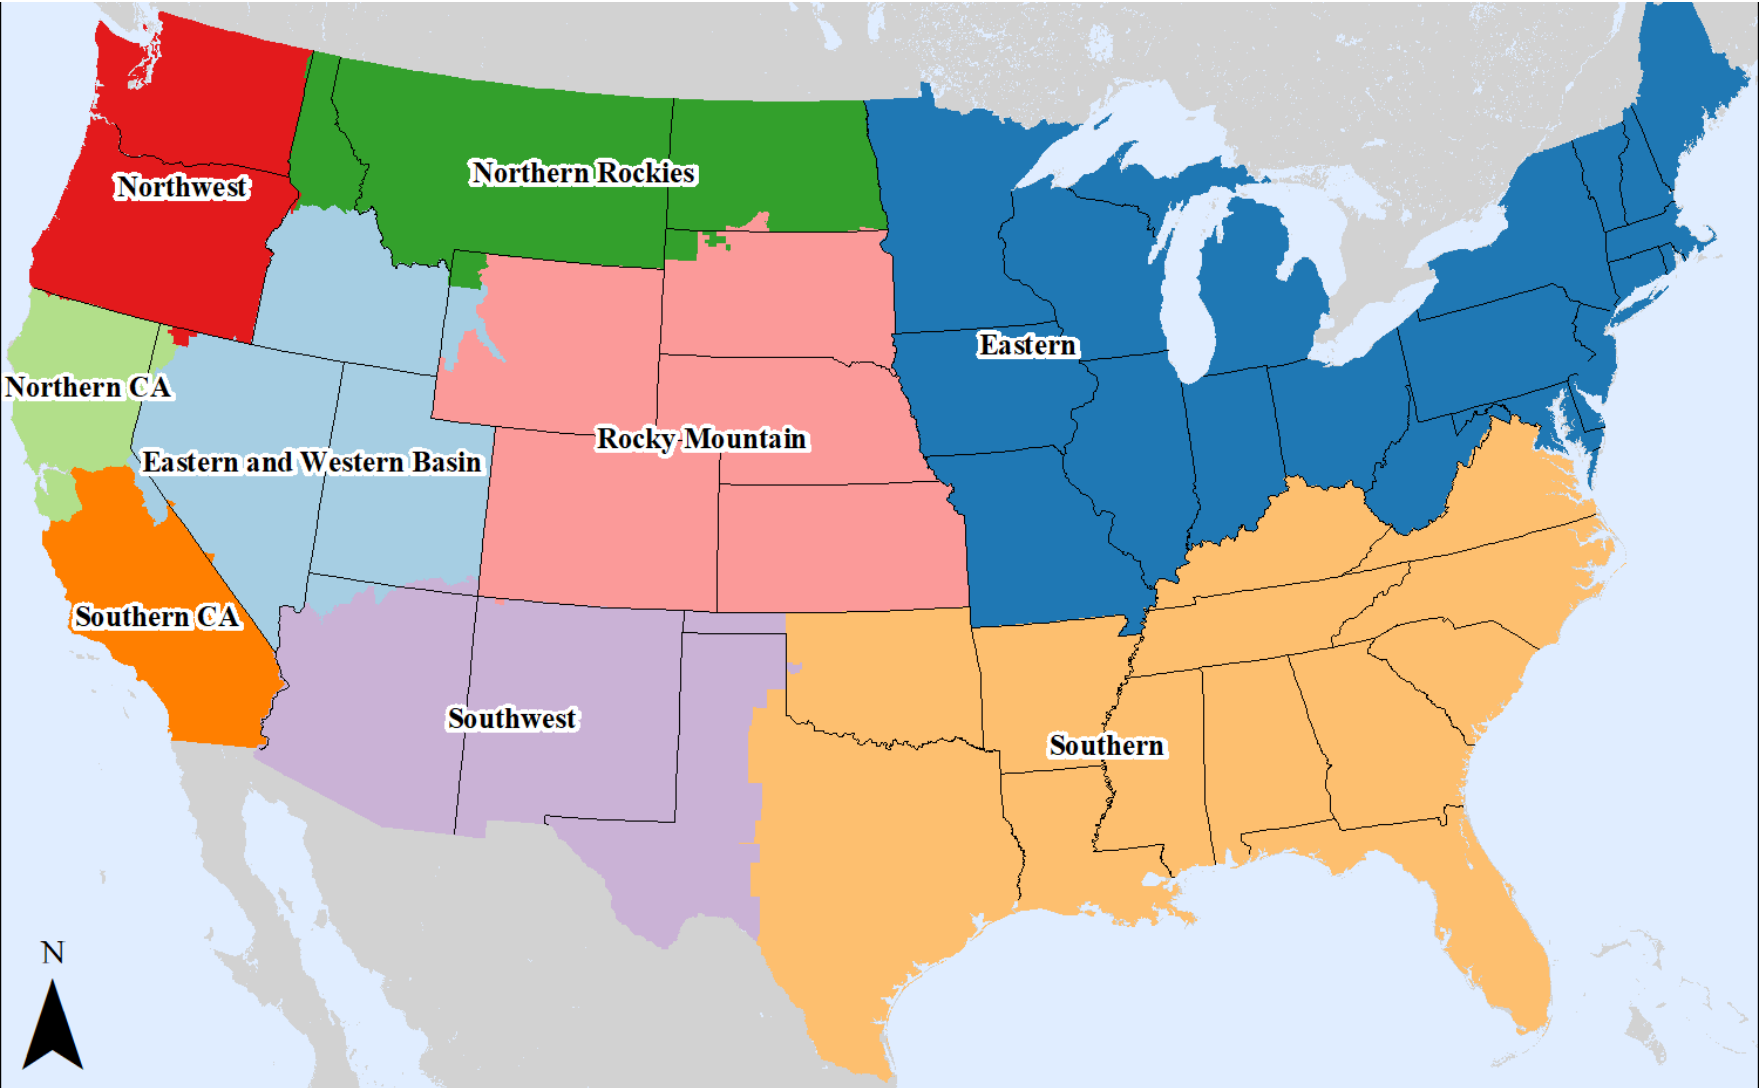 Northern Rockies
Northwest
Eastern
Northern CA
Rocky Mountain
Eastern and Western Basin
Southern CA
Southwest
Southern
N